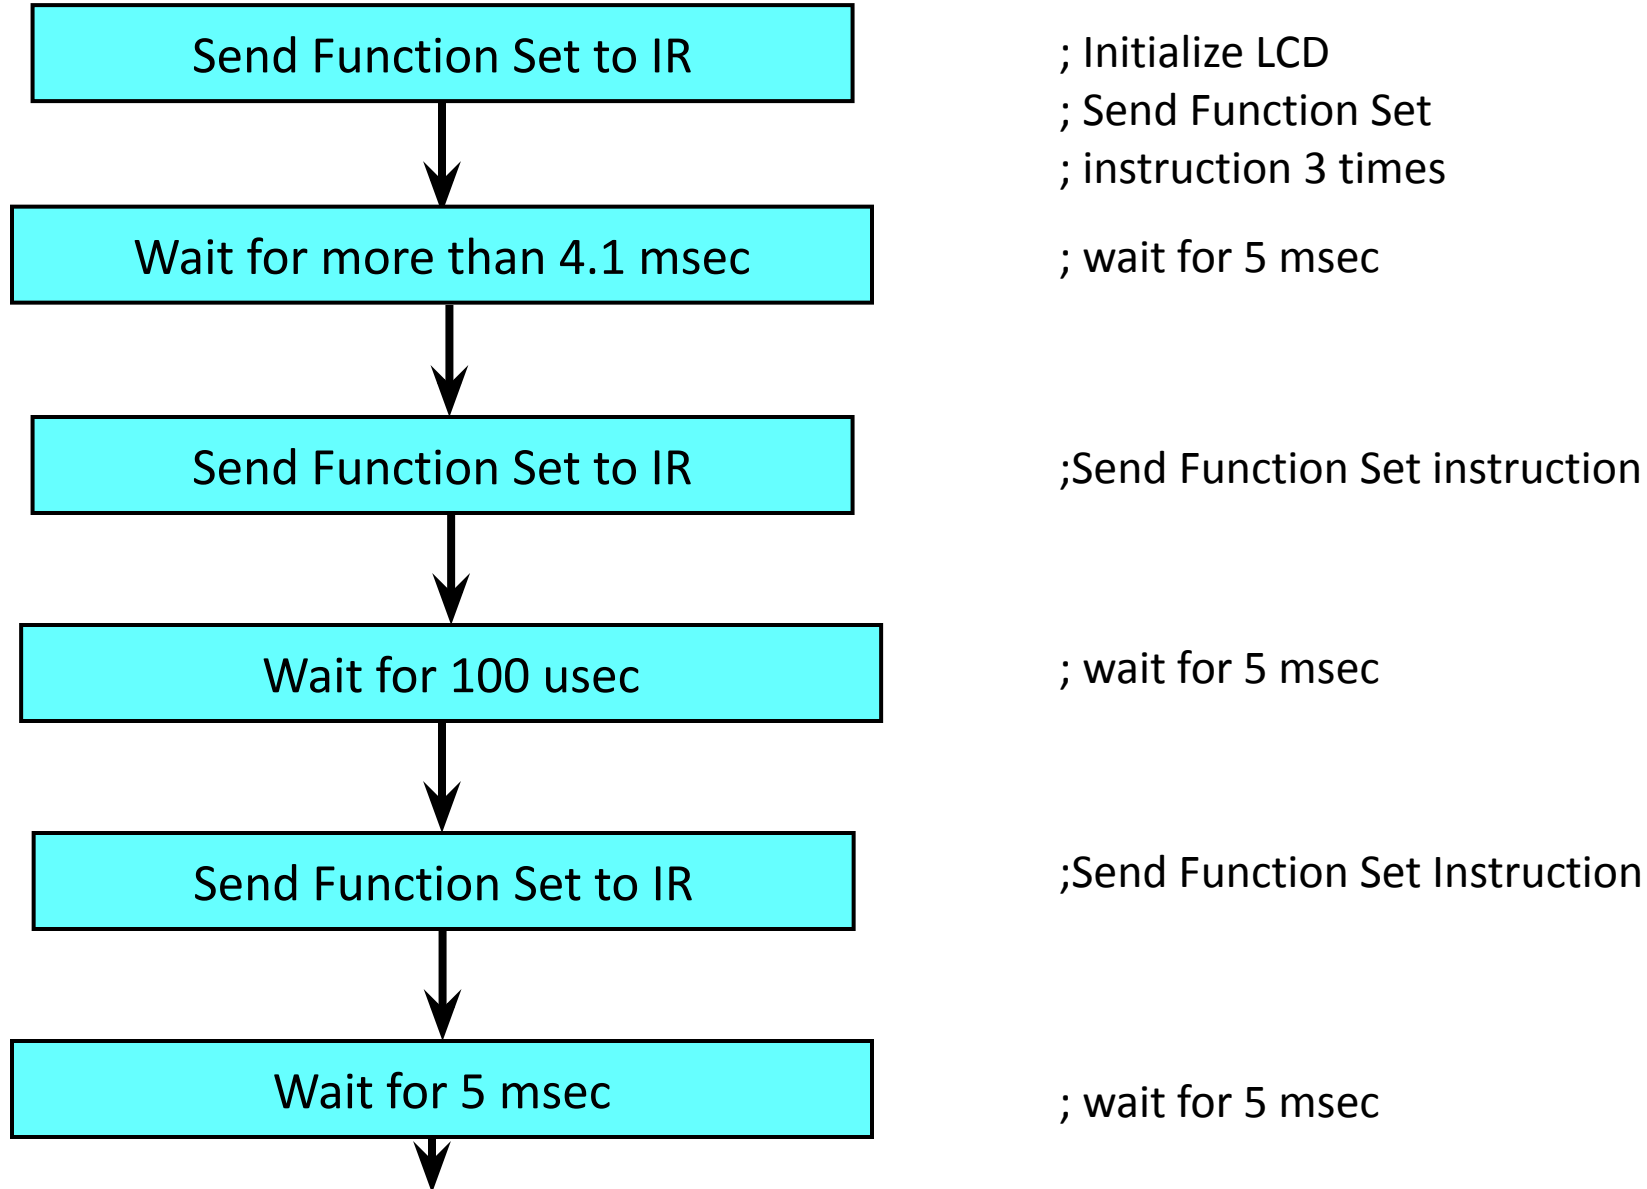 Send Function Set to IR
; Initialize LCD
; Send Function Set
; instruction 3 times
Wait for more than 4.1 msec
; wait for 5 msec
Send Function Set to IR
;Send Function Set instruction
Wait for 100 usec
; wait for 5 msec
Send Function Set to IR
;Send Function Set Instruction
Wait for 5 msec
; wait for 5 msec